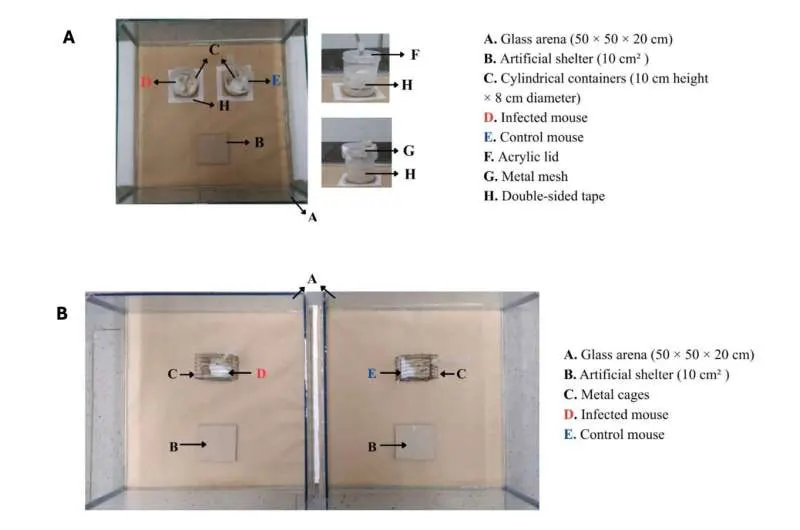 A
C
D
E
H
B
A
F
H
G
H
A. Glass arena (50 × 50 × 20 cm)
B. Artificial shelter (10 cm² )
C. Cylindrical containers (10 cm height
× 8 cm diameter)
D. Infected mouse
E. Control mouse
F. Acrylic lid
G. Metal mesh
H. Double-sided tape
B
A
C
D
E
C
B
B
A. Glass arena (50 × 50 × 20 cm)
B. Artificial shelter (10 cm² )
C. Metal cages
D. Infected mouse
E. Control mouse